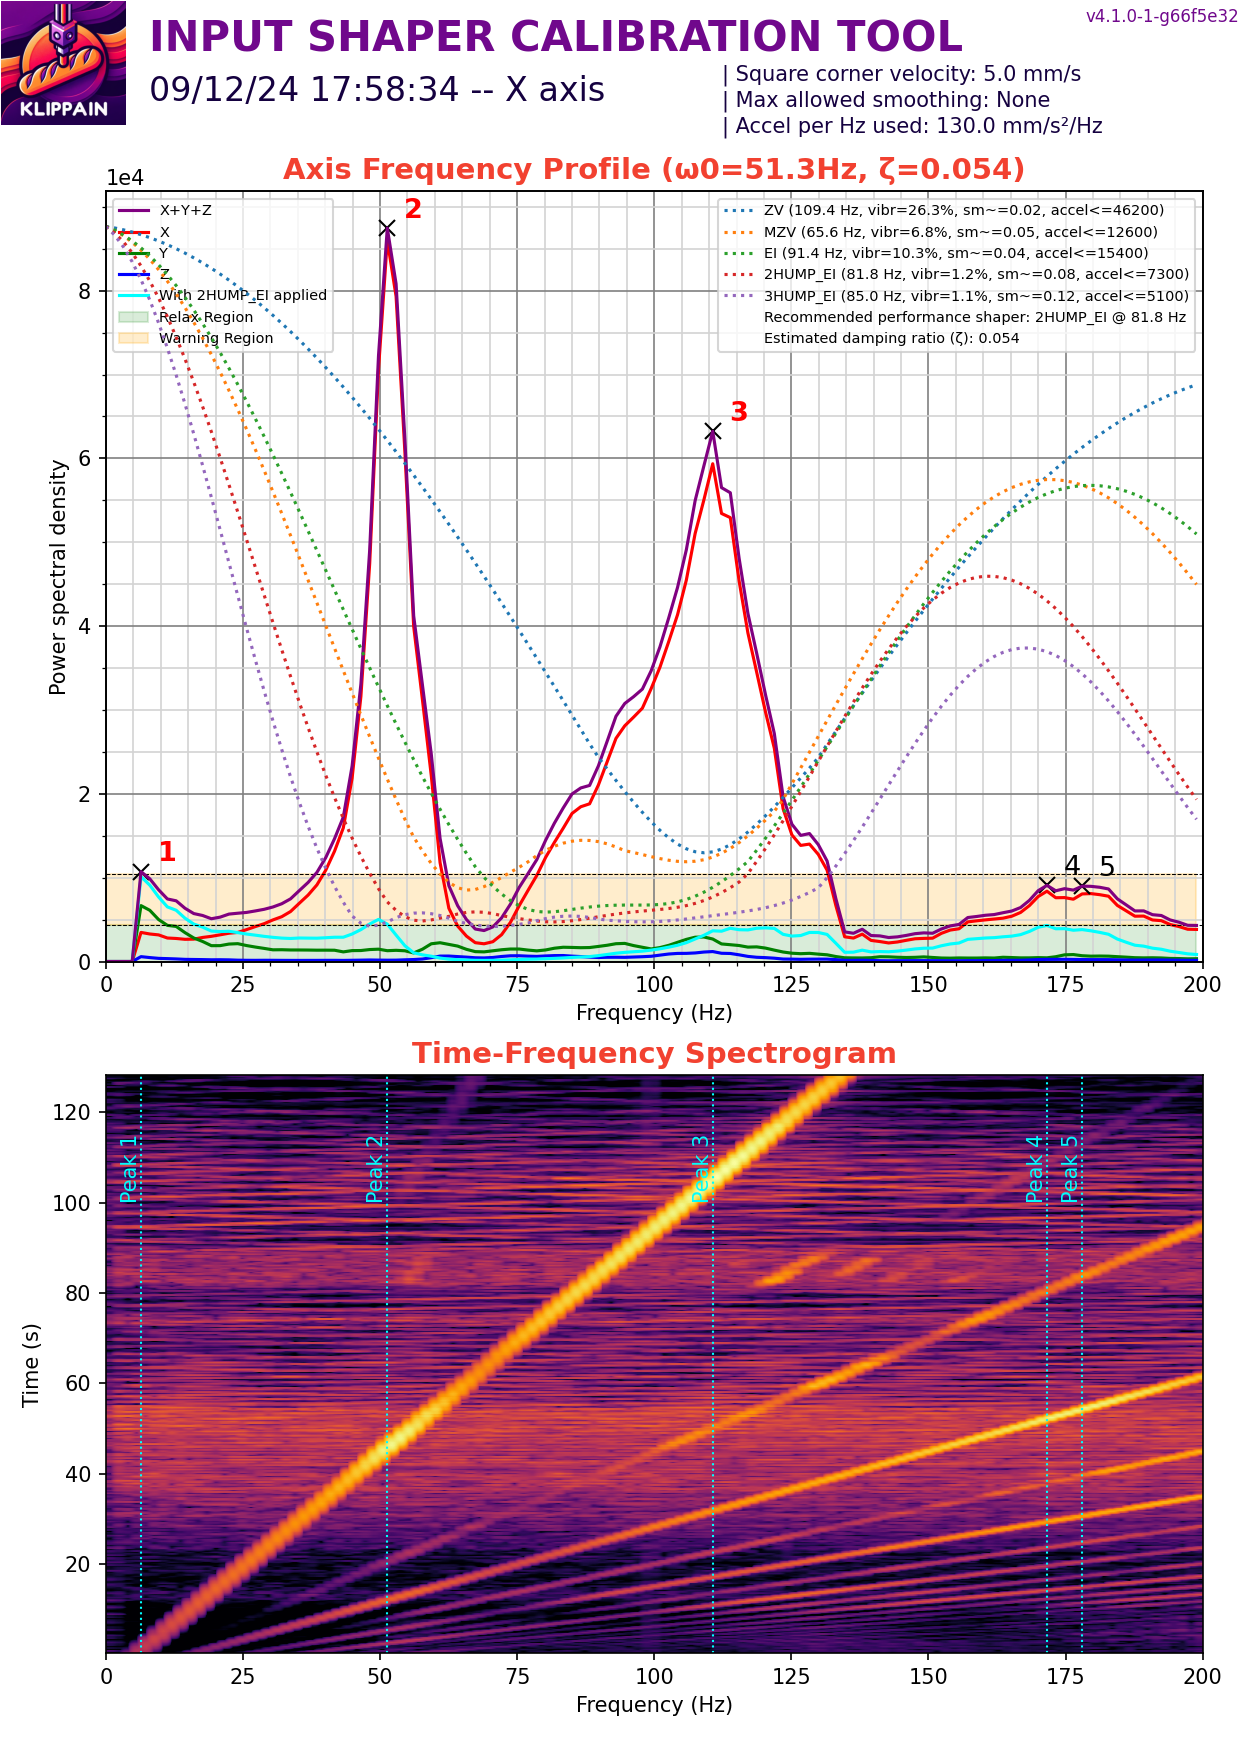 v4.1.0-1-g66f5e32
INPUT SHAPER CALIBRATION TOOL
09/12/24 17:58:34 -- X axis
| Square corner velocity: 5.0 mm/s
| Max allowed smoothing: None
| Accel per Hz used: 130.0 mm/s²/Hz
KLIPPAIN
Axis Frequency Profile (ω0=51.3Hz, ζ=0.054)
1e4
X+Y+Z
X
Y
Z
With 2HUMP_EI applied
Relax Region
Warning Region
ZV (109.4 Hz, vibr=26.3%, sm~=0.02, accel<=46200)
MZV (65.6 Hz, vibr=6.8%, sm~=0.05, accel<=12600)
EI (91.4 Hz, vibr=10.3%, sm~=0.04, accel<=15400)
2HUMP_EI (81.8 Hz, vibr=1.2%, sm~=0.08, accel<=7300)
3HUMP_EI (85.0 Hz, vibr=1.1%, sm~=0.12, accel<=5100)
Recommended performance shaper: 2HUMP_EI @ 81.8 Hz
Estimated damping ratio (ζ): 0.054
1
2
3
4
5
Power spectral density
8
6
4
2
0
0 25 50 75 100 125 150 175 200
Frequency (Hz)
Time-Frequency Spectrogram
Peak 1
Peak 2
Peak 3
Peak 4
Peak 5
Time (s)
120
100
80
60
40
20
0 25 50 75 100 125 150 175 200
Frequency (Hz)